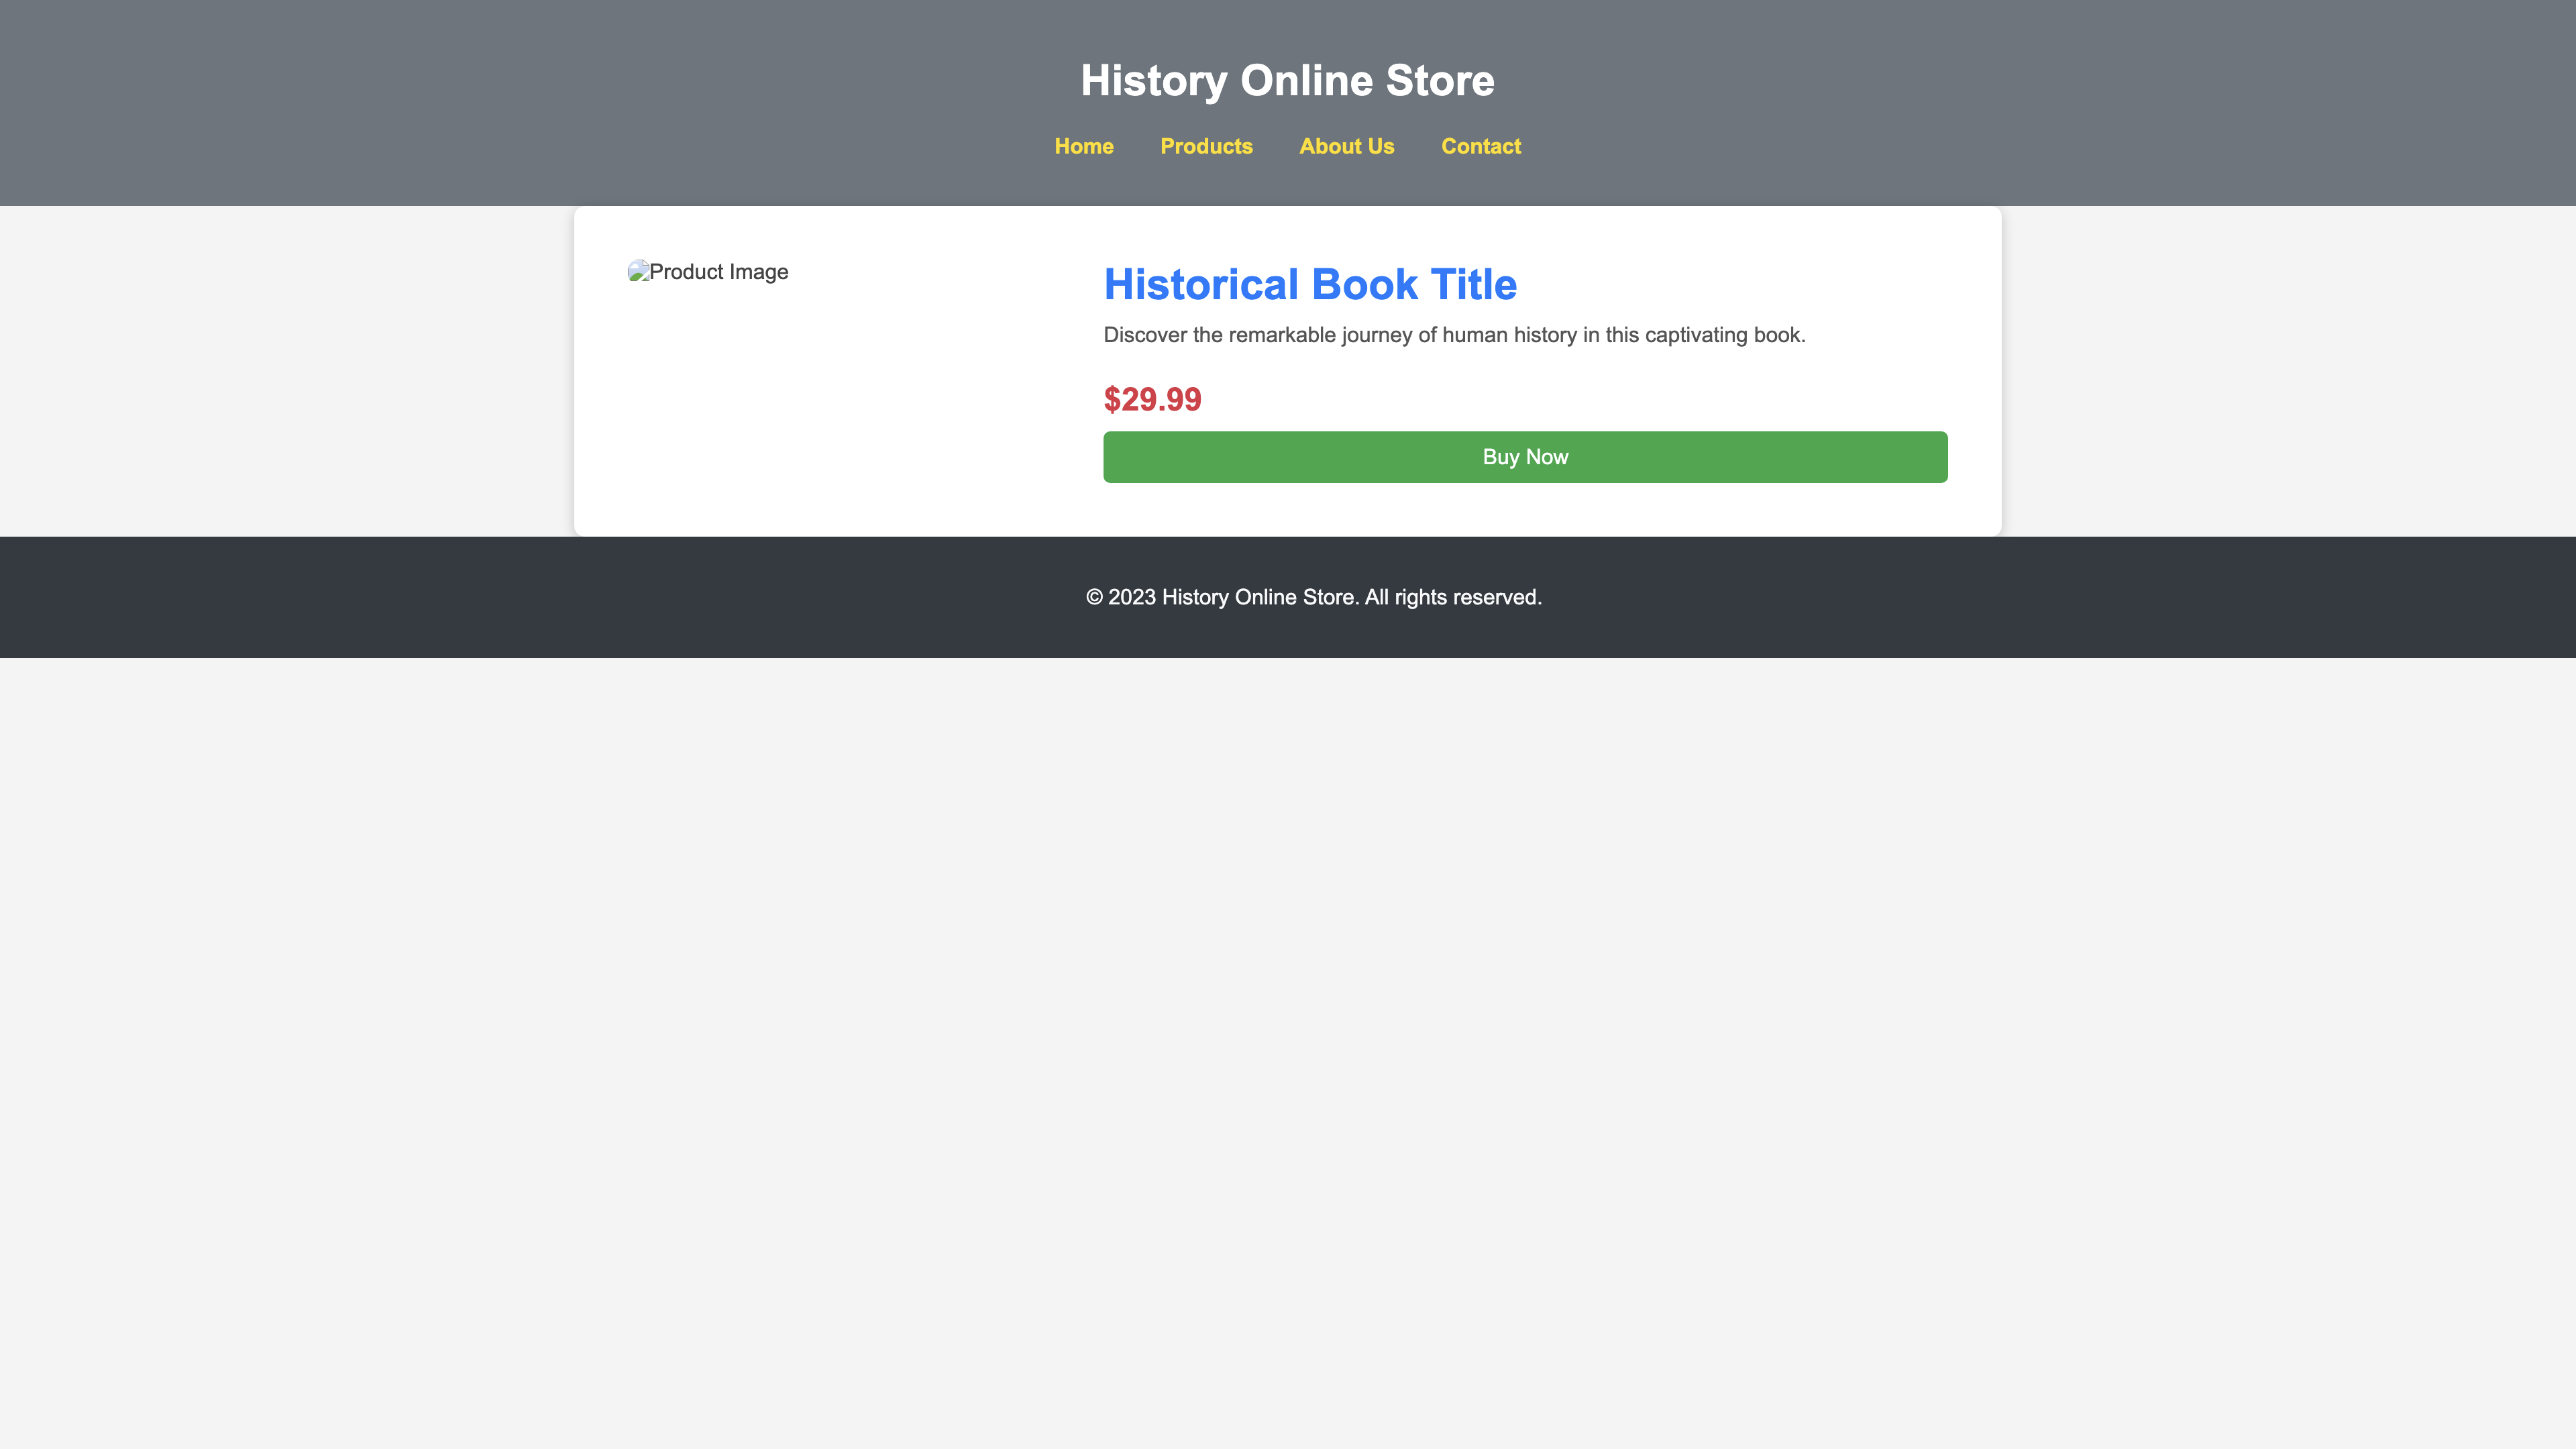 History Online Store
Home Products About Us Contact
Product Image
Historical Book Title
Discover the remarkable journey of human history in this captivating book.
$29.99
Buy Now
© 2023 History Online Store. All rights reserved.